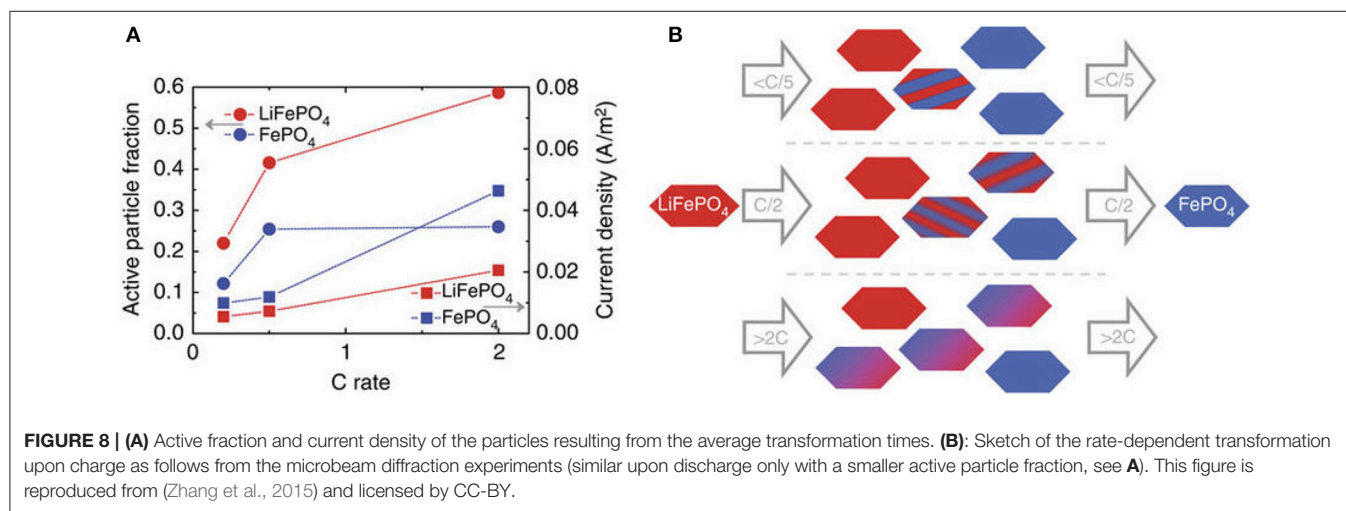 A
B
0.6
0.5
0.4
0.3
0.2
0.1
0.0
Active particle fraction
LiFePO₄
FePO₄
LiFePO₄
FePO₄
0.08
0.06
0.04
0.02
0.00
Current density (A/m²)
0
1
2
C rate
<C/5
<C/5
LiFePO₄
C/2
C/2
FePO₄
>2C
>2C
FIGURE 8 | (A) Active fraction and current density of the particles resulting from the average transformation times. (B): Sketch of the rate-dependent transformation
upon charge as follows from the microbeam diffraction experiments (similar upon discharge only with a smaller active particle fraction, see A). This figure is
reproduced from (Zhang et al., 2015) and licensed by CC-BY.